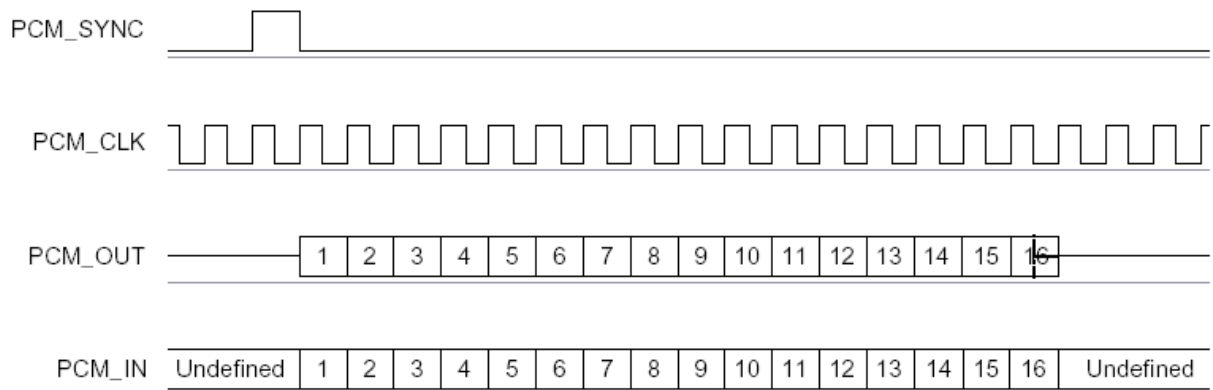 PCM_SYNC
PCM_CLK
PCM_OUT 1 2 3 4 5 6 7 8 9 10 11 12 13 14 15 16
PCM_IN Undefined 1 2 3 4 5 6 7 8 9 10 11 12 13 14 15 16 Undefined